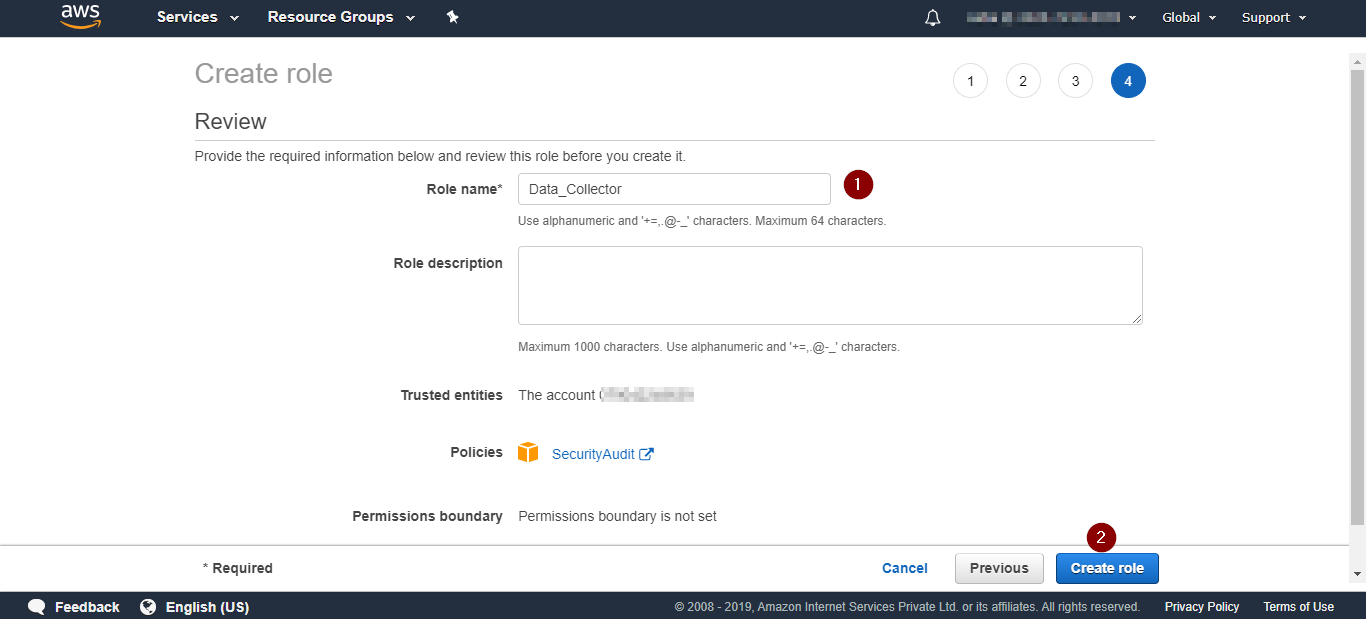 aws Services Resource Groups Global Support
Create role 1 2 3 4
Review
Provide the required information below and review this role before you create it.
Role name* Data_Collector 1
Use alphanumeric and '+=,.@-_' characters. Maximum 64 characters.
Role description
Maximum 1000 characters. Use alphanumeric and '+=,.@-_' characters.
Trusted entities The account
Policies SecurityAudit
Permissions boundary Permissions boundary is not set
2
* Required Cancel Previous Create role
Feedback English (US) © 2008 - 2019, Amazon Internet Services Private Ltd. or its affiliates. All rights reserved. Privacy Policy Terms of Use